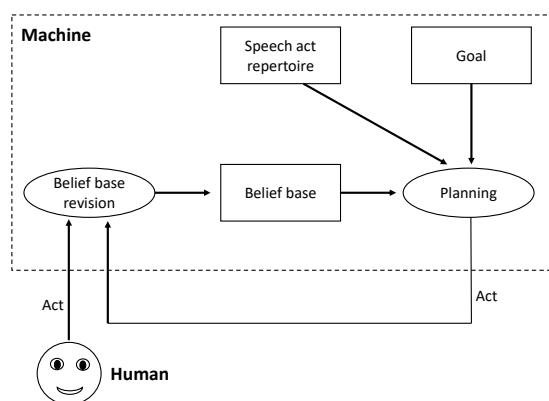 Machine
Speech act
repertoire
Goal
Belief base
revision
Belief base
Planning
Act
Act
Human